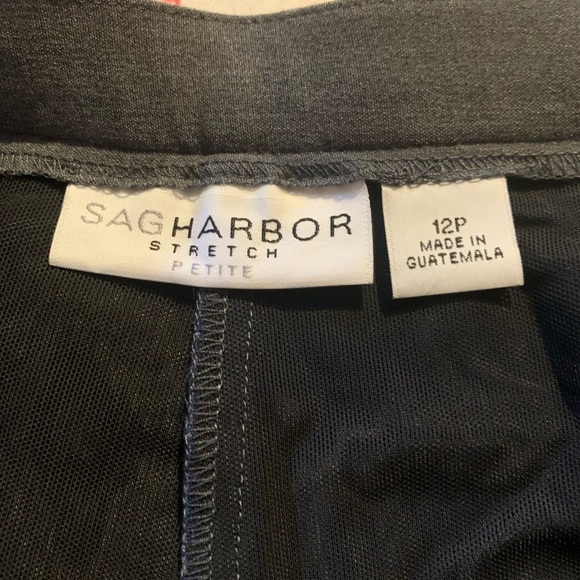 SAGHARBOR
STRETCH
PETITE
12P
MADE IN
GUATEMALA